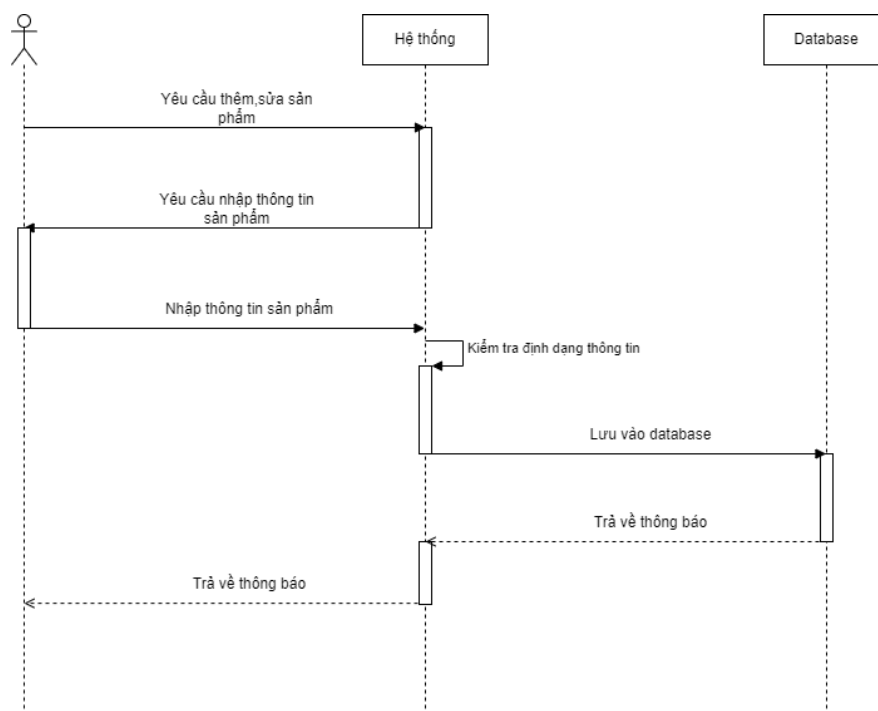 Hệ thống
Database
Yêu cầu thêm,sửa sản
phẩm
Yêu cầu nhập thông tin
sản phẩm
Nhập thông tin sản phẩm
Kiểm tra định dạng thông tin
Lưu vào database
Trả về thông báo
Trả về thông báo